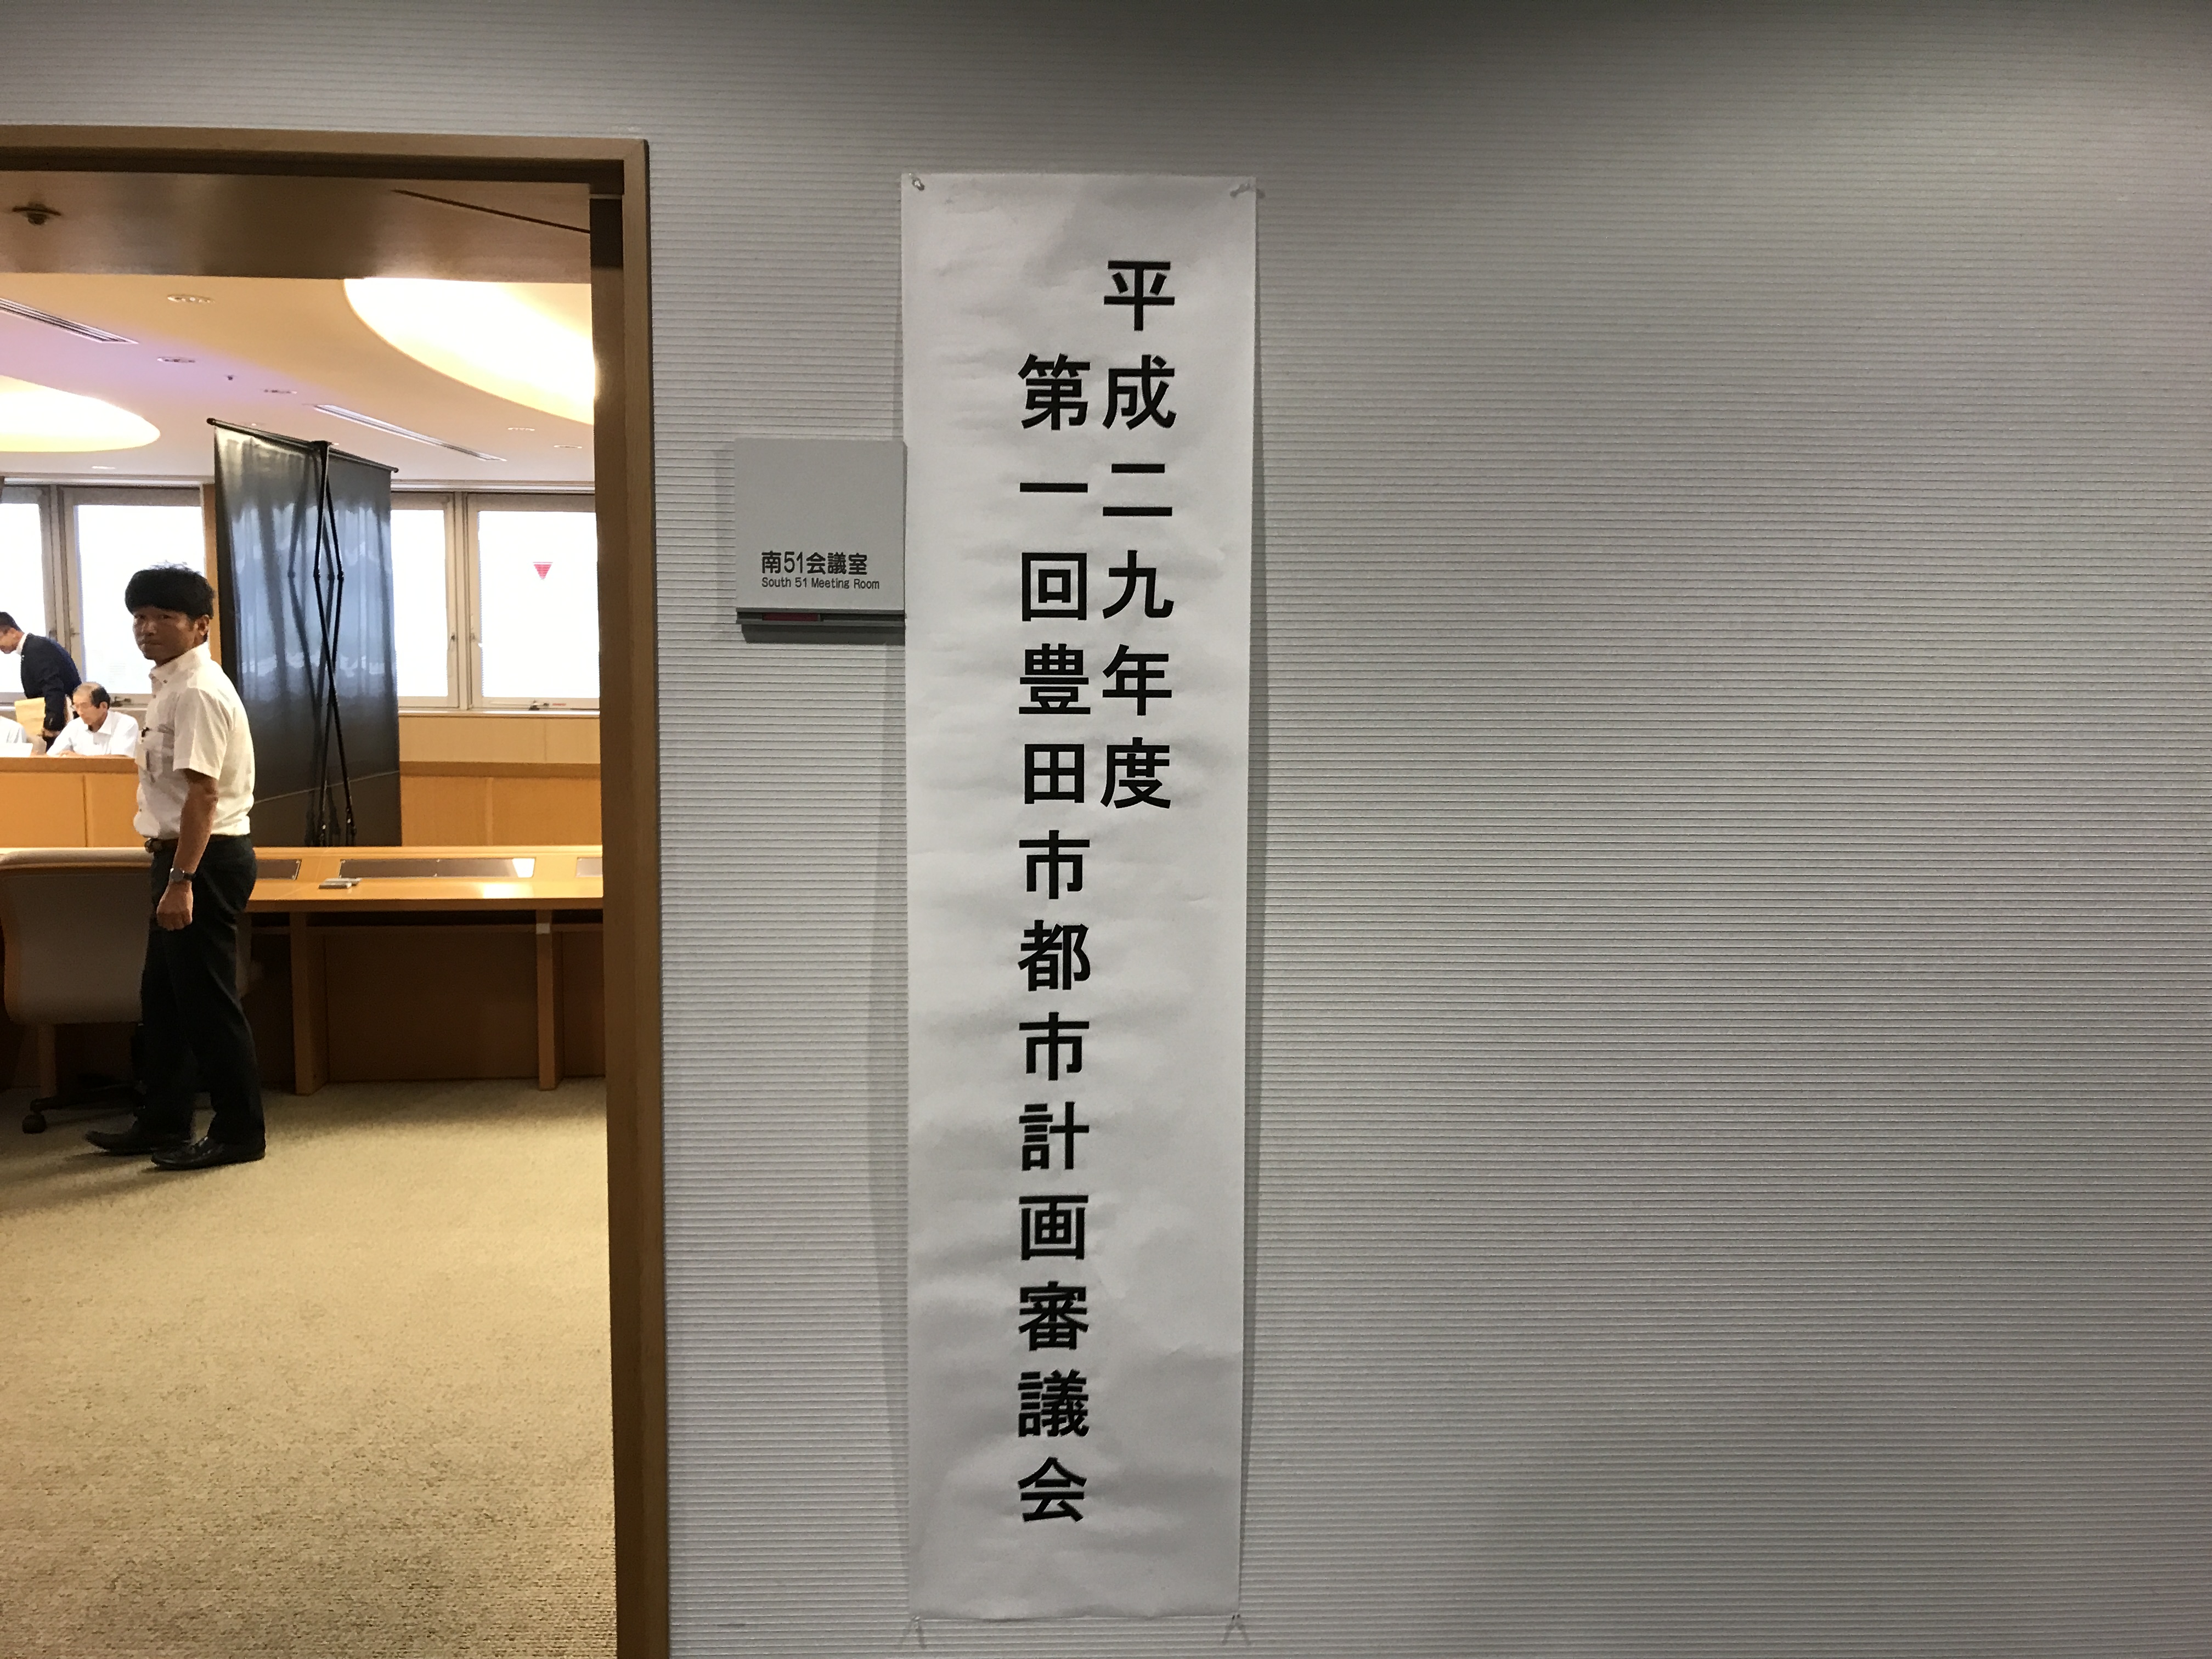 平成二九年度
第一回豊田市都市計画審議会
南51会議室
South 51 Meeting Room